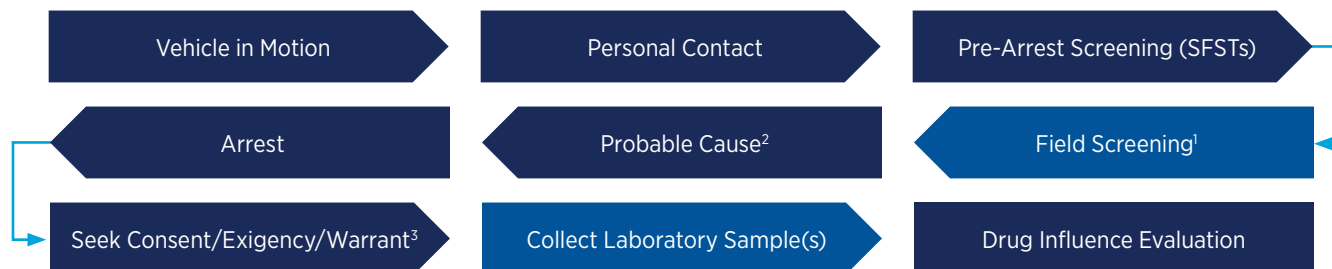 Vehicle in Motion
Personal Contact
Pre-Arrest Screening (SFSTs)
Field Screening¹
Probable Cause²
Arrest
Seek Consent/Exigency/Warrant³
Collect Laboratory Sample(s)
Drug Influence Evaluation